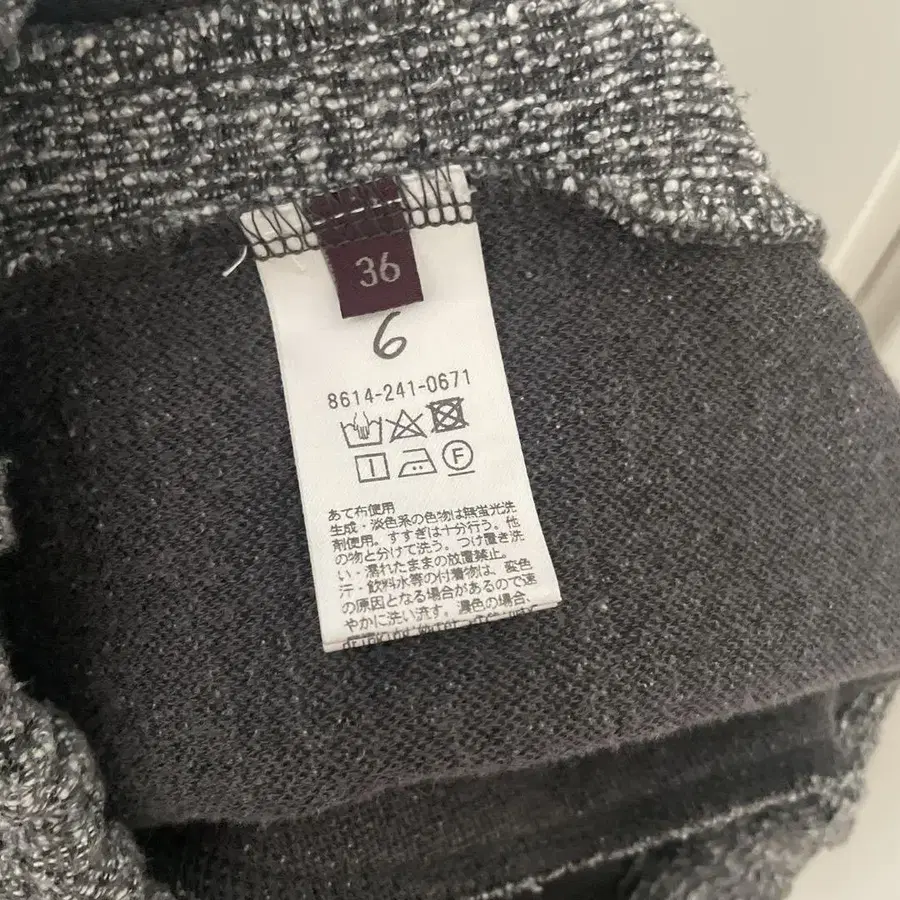 36
6
8614-241-0671
F
あて布使用
生成・淡色系の色物は無蛍光洗
剤使用。すすぎは十分行う。他
の物と分けて洗う。つけ置き洗
い・濡れたままの放置禁止。
汗・飲料水等の付着物は、変色
の原因となる場合があるので速
やかに洗い流す。濃色の場合、